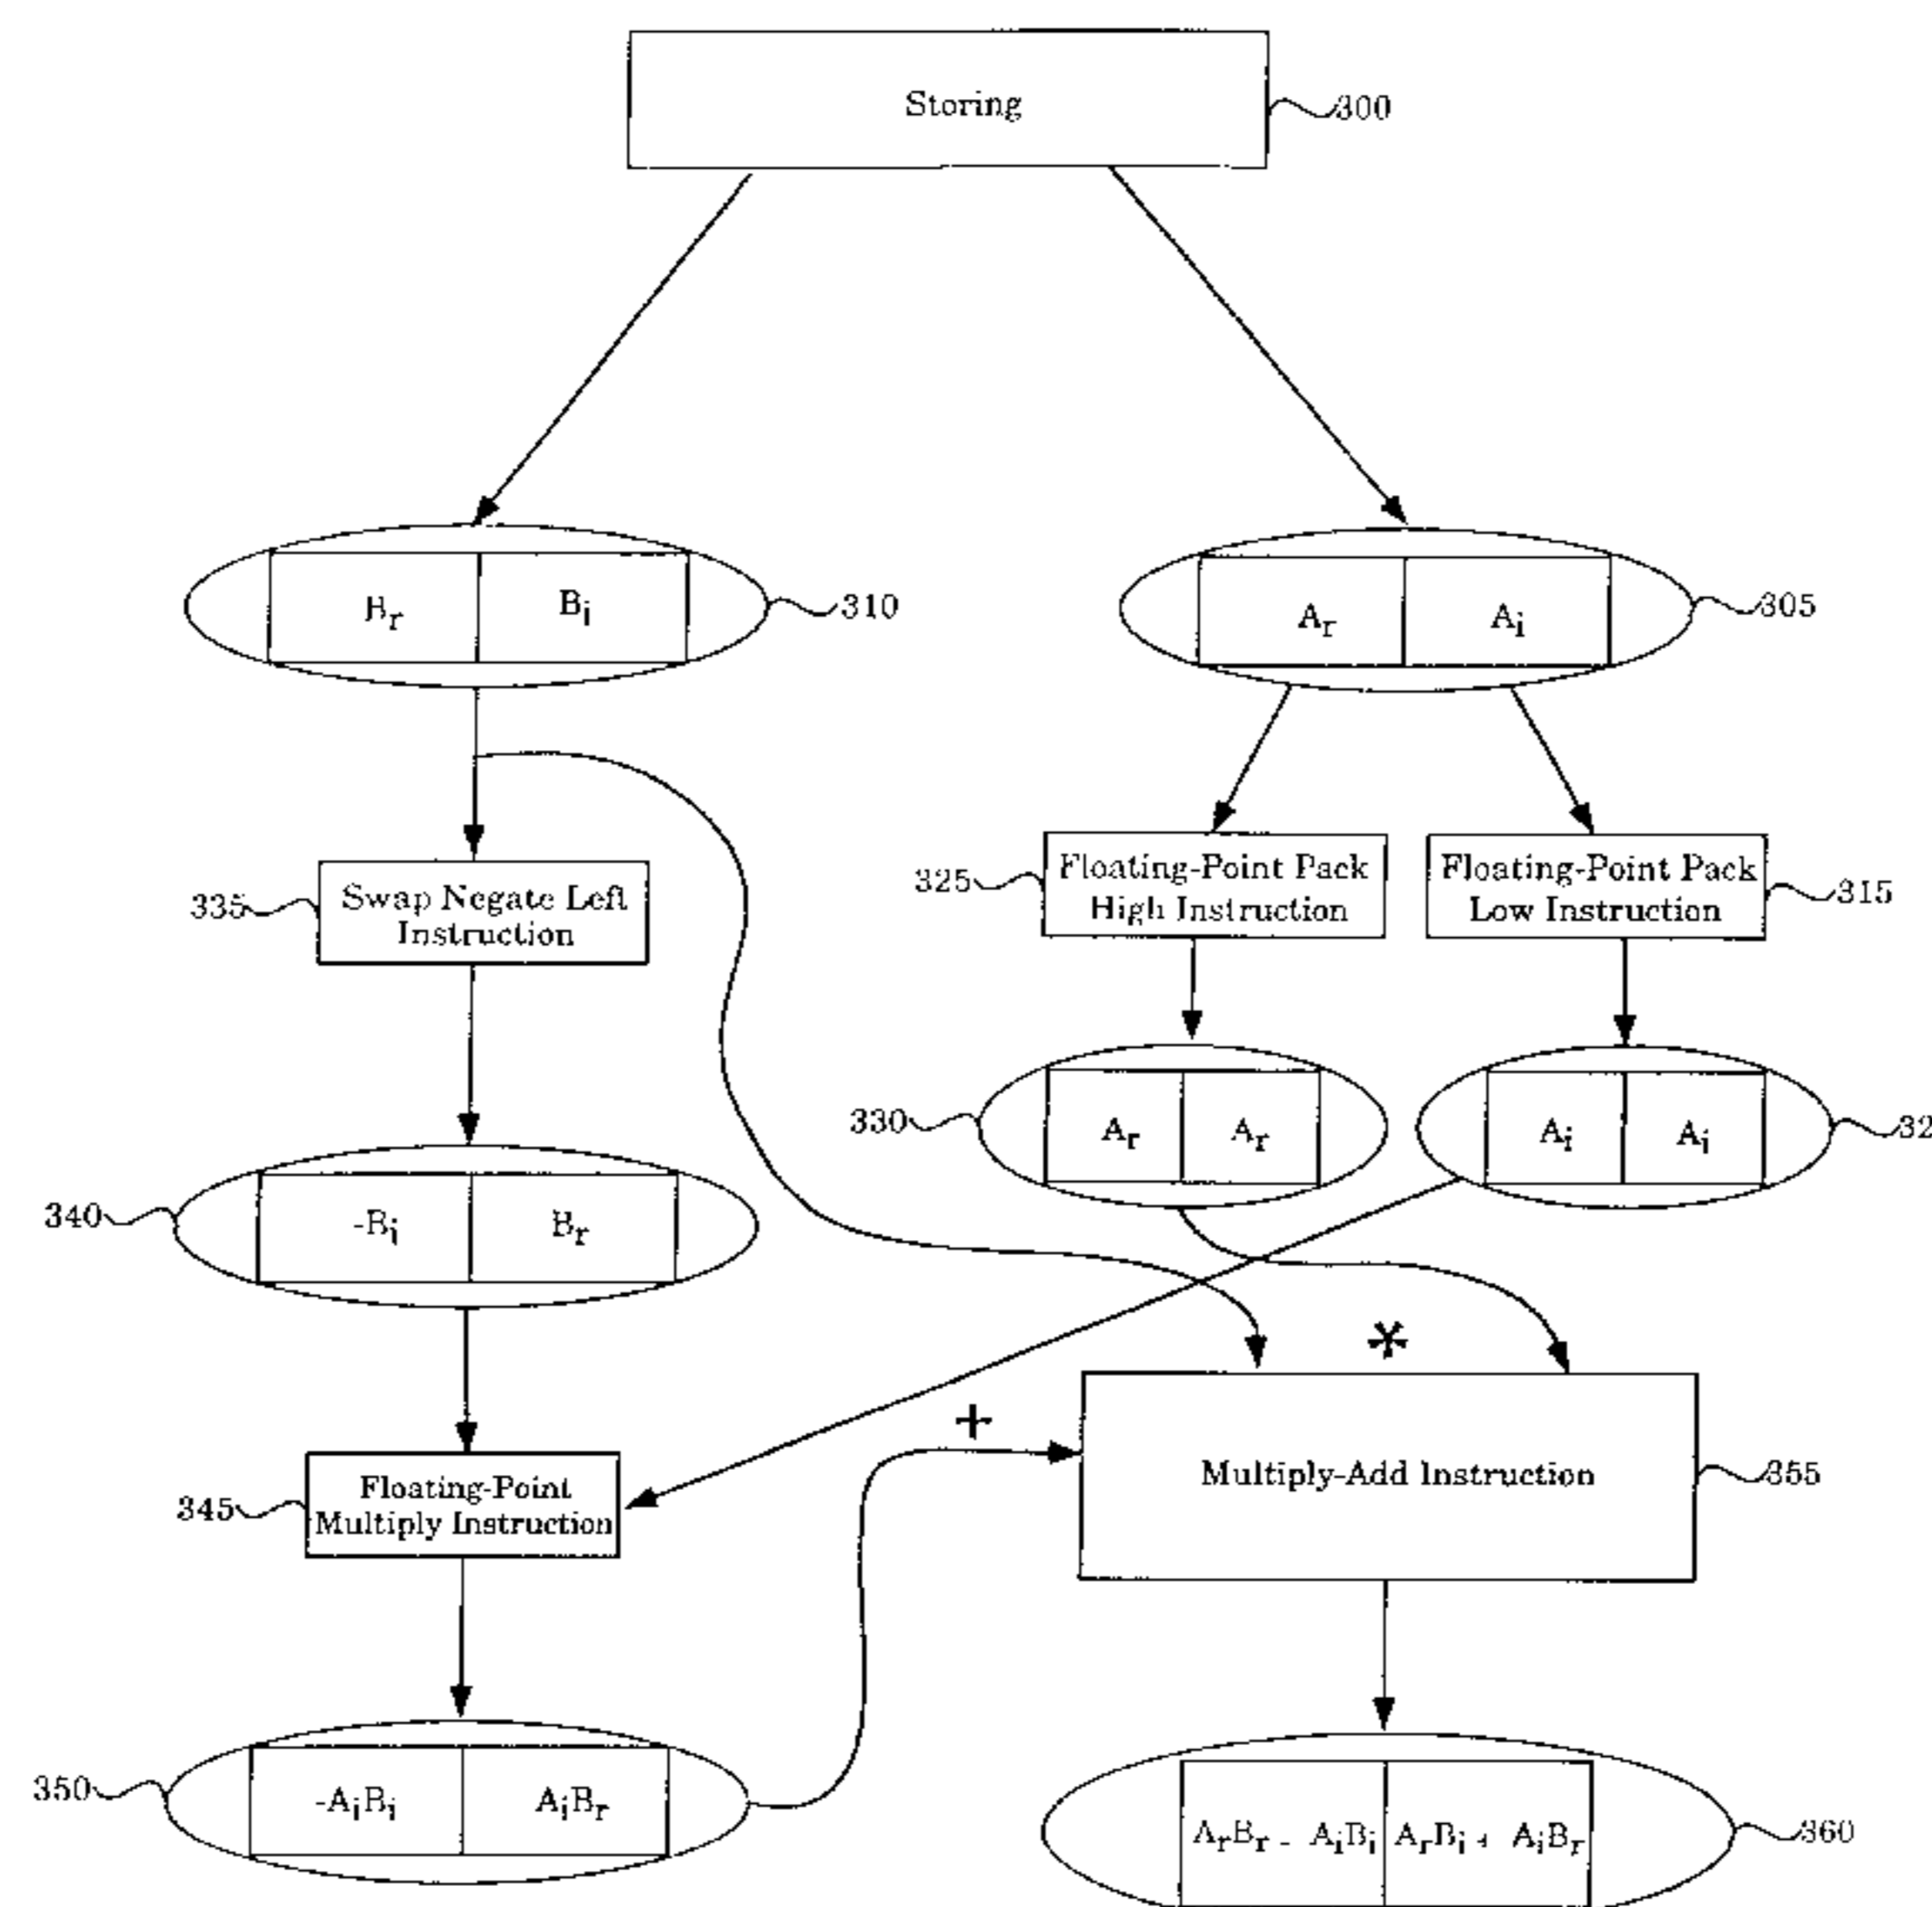 Storing
300
Br
Bi
310
Ar
Ai
305
335
Swap Negate Left
Instruction
325
Floating-Point Pack
High Instruction
Floating-Point Pack
Low Instruction
315
330
Ar
Ar
Ai
Ai
32
340
-Bi
Br
*
+
345
Floating-Point
Multiply Instruction
Multiply-Add Instruction
355
350
-AiBi
AiBr
ArBr - AiBi
ArBi + AiBr
360